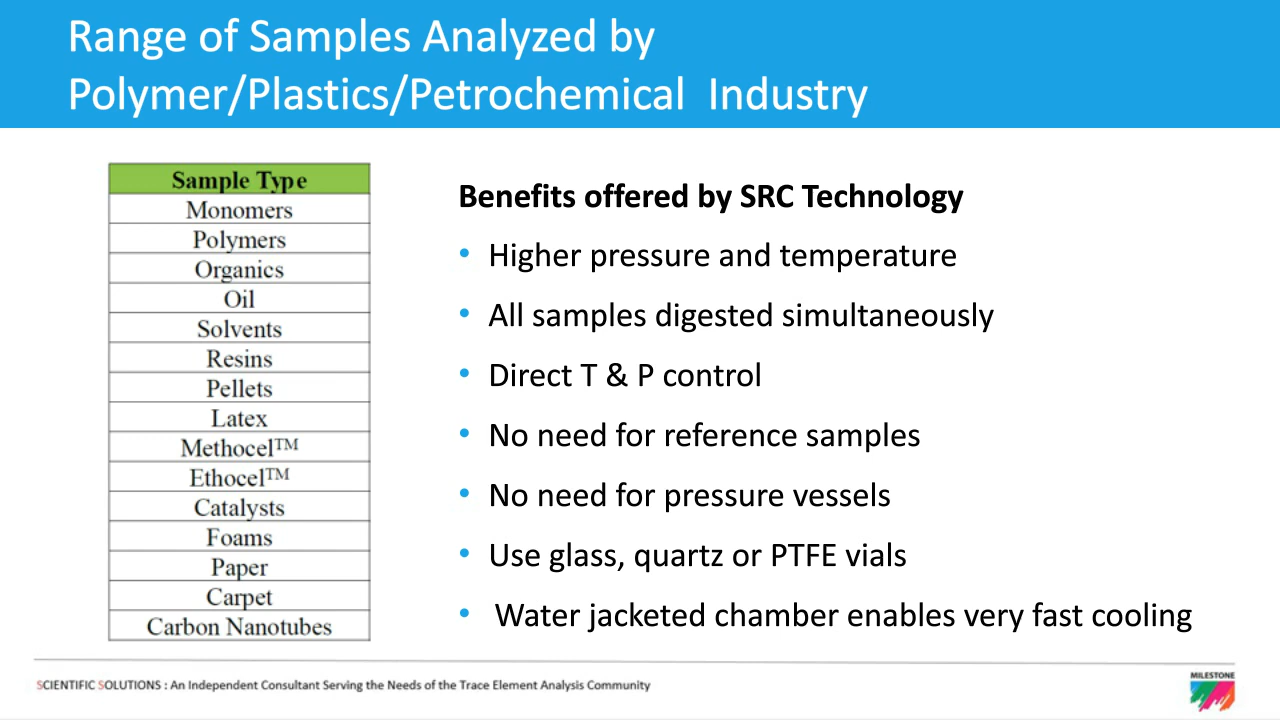 Range of Samples Analyzed by
Polymer/Plastics/Petrochemical Industry
Sample Type
Monomers
Polymers
Organics
Oil
Solvents
Resins
Pellets
Latex
Methocel™
Ethocel™
Catalysts
Foams
Paper
Carpet
Carbon Nanotubes
Benefits offered by SRC Technology
• Higher pressure and temperature
• All samples digested simultaneously
• Direct T & P control
• No need for reference samples
• No need for pressure vessels
• Use glass, quartz or PTFE vials
• Water jacketed chamber enables very fast cooling
SCIENTIFIC SOLUTIONS : An Independent Consultant Serving the Needs of the Trace Element Analysis Community
MILESTONE